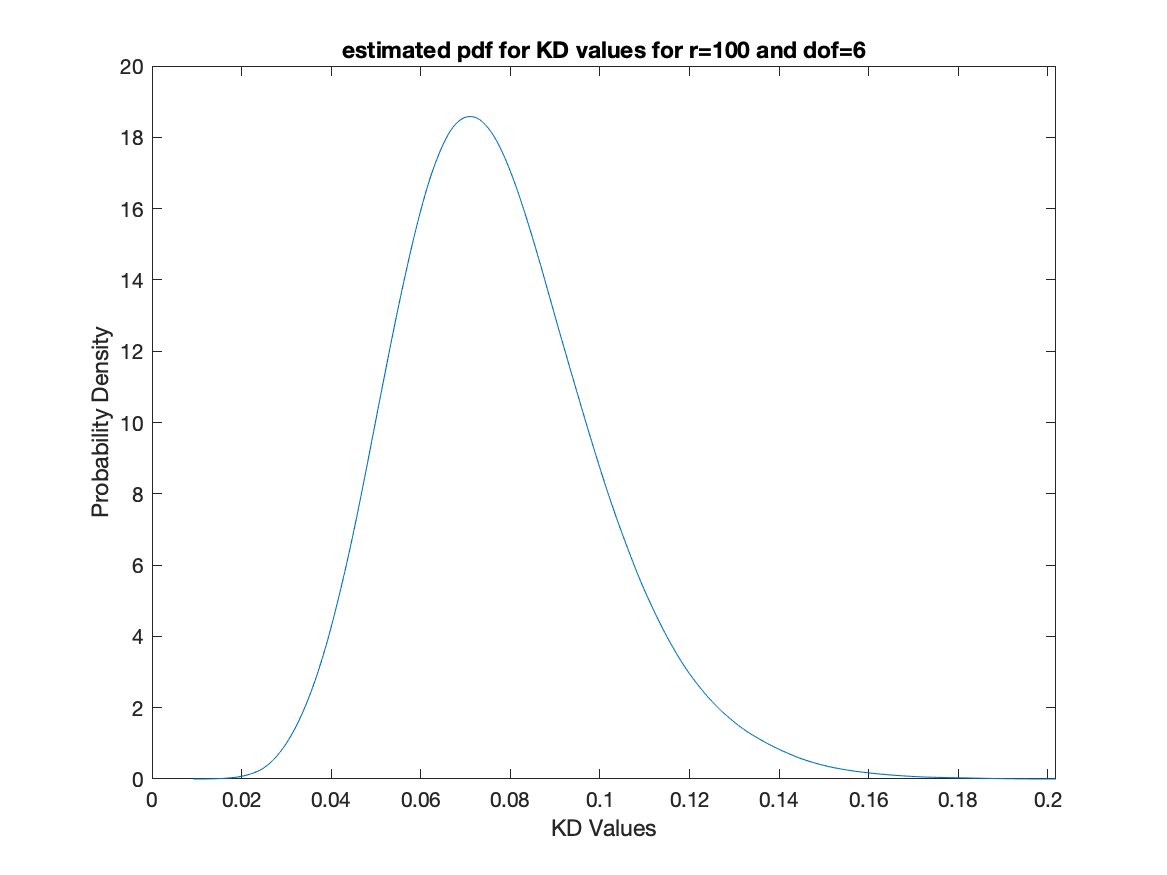 estimated pdf for KD values for r=100 and dof=6
20
18
16
14
12
10
8
6
4
2
0
Probability Density
0 0.02 0.04 0.06 0.08 0.1 0.12 0.14 0.16 0.18 0.2
KD Values